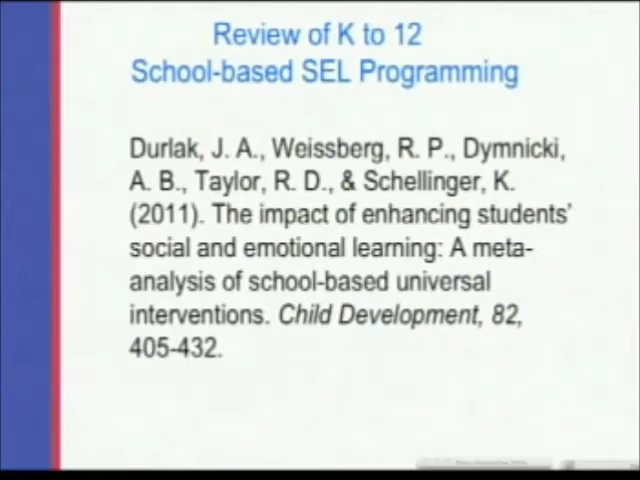 Review of K to 12
School-based SEL Programming
Durlak, J. A., Weissberg, R. P., Dymnicki,
A. B., Taylor, R. D., & Schellinger, K.
(2011). The impact of enhancing students'
social and emotional learning: A meta-
analysis of school-based universal
interventions. Child Development, 82,
405-432.